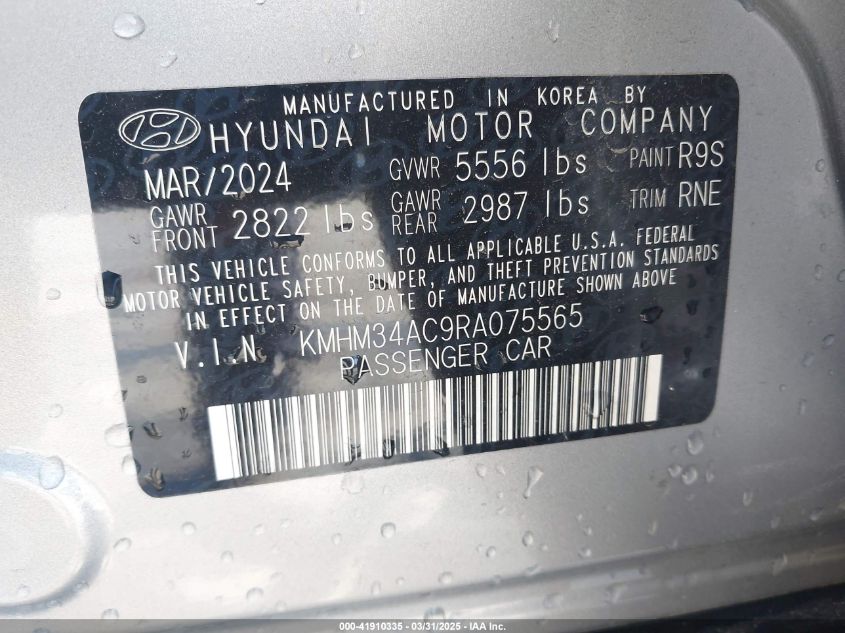 MANUFACTURED IN KOREA BY
HYUNDAI MOTOR COMPANY
MAR/2024 GVWR 5556 lbs PAINT R9S
GAWR FRONT 2822 lbs GAWR REAR 2987 lbs TRIM RNE
THIS VEHICLE CONFORMS TO ALL APPLICABLE U.S.A. FEDERAL
MOTOR VEHICLE SAFETY, BUMPER, AND THEFT PREVENTION STANDARDS
IN EFFECT ON THE DATE OF MANUFACTURE SHOWN ABOVE
V.I.N KMHM34AC9RA075565
PASSENGER CAR
000-41910335 - 03/31/2025 - IAA Inc.